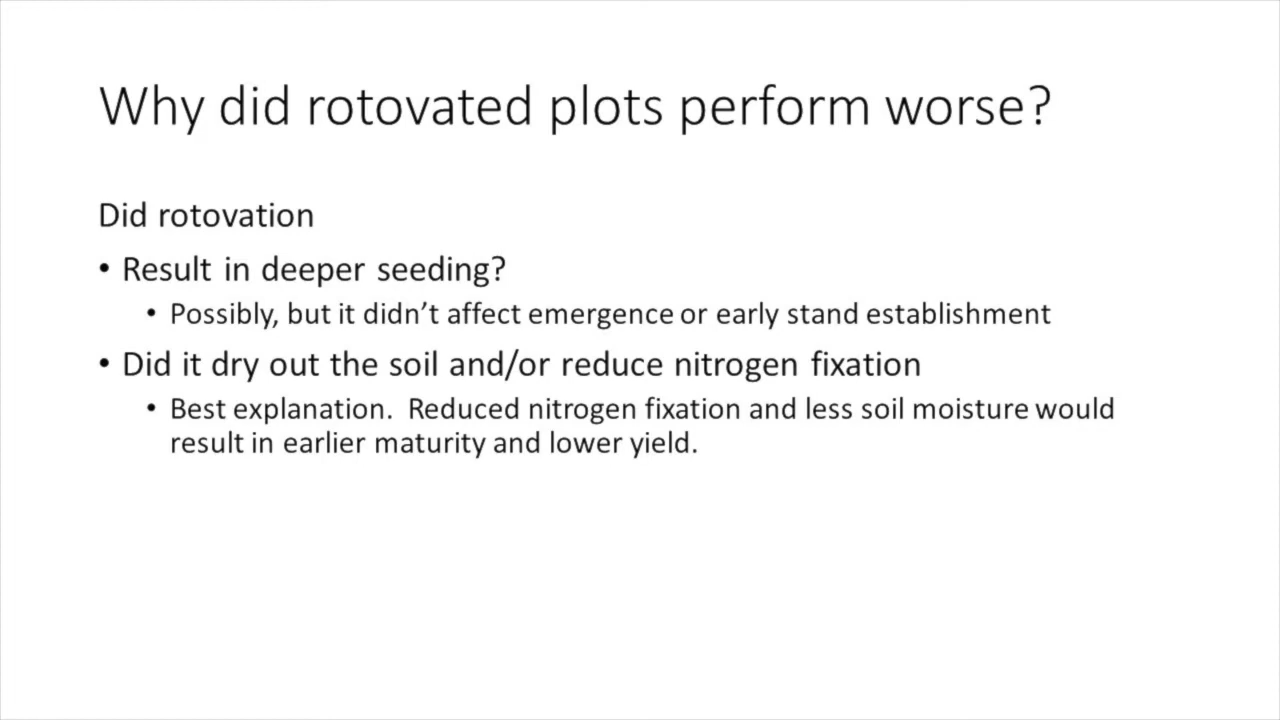 Why did rotovated plots perform worse?
Did rotovation
• Result in deeper seeding?
• Possibly, but it didn’t affect emergence or early stand establishment
• Did it dry out the soil and/or reduce nitrogen fixation
• Best explanation.  Reduced nitrogen fixation and less soil moisture would
result in earlier maturity and lower yield.